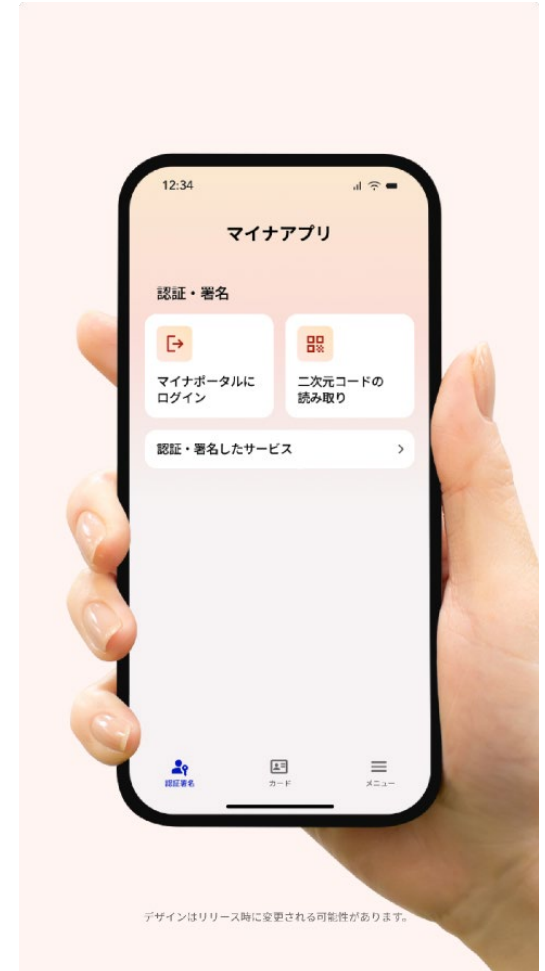 12:34
マイナアプリ
認証・署名
マイナポータルに
ログイン
二次元コードの
読み取り
認証・署名したサービス
認証署名
カード
メニュー
デザインはリリース時に変更される可能性があります。